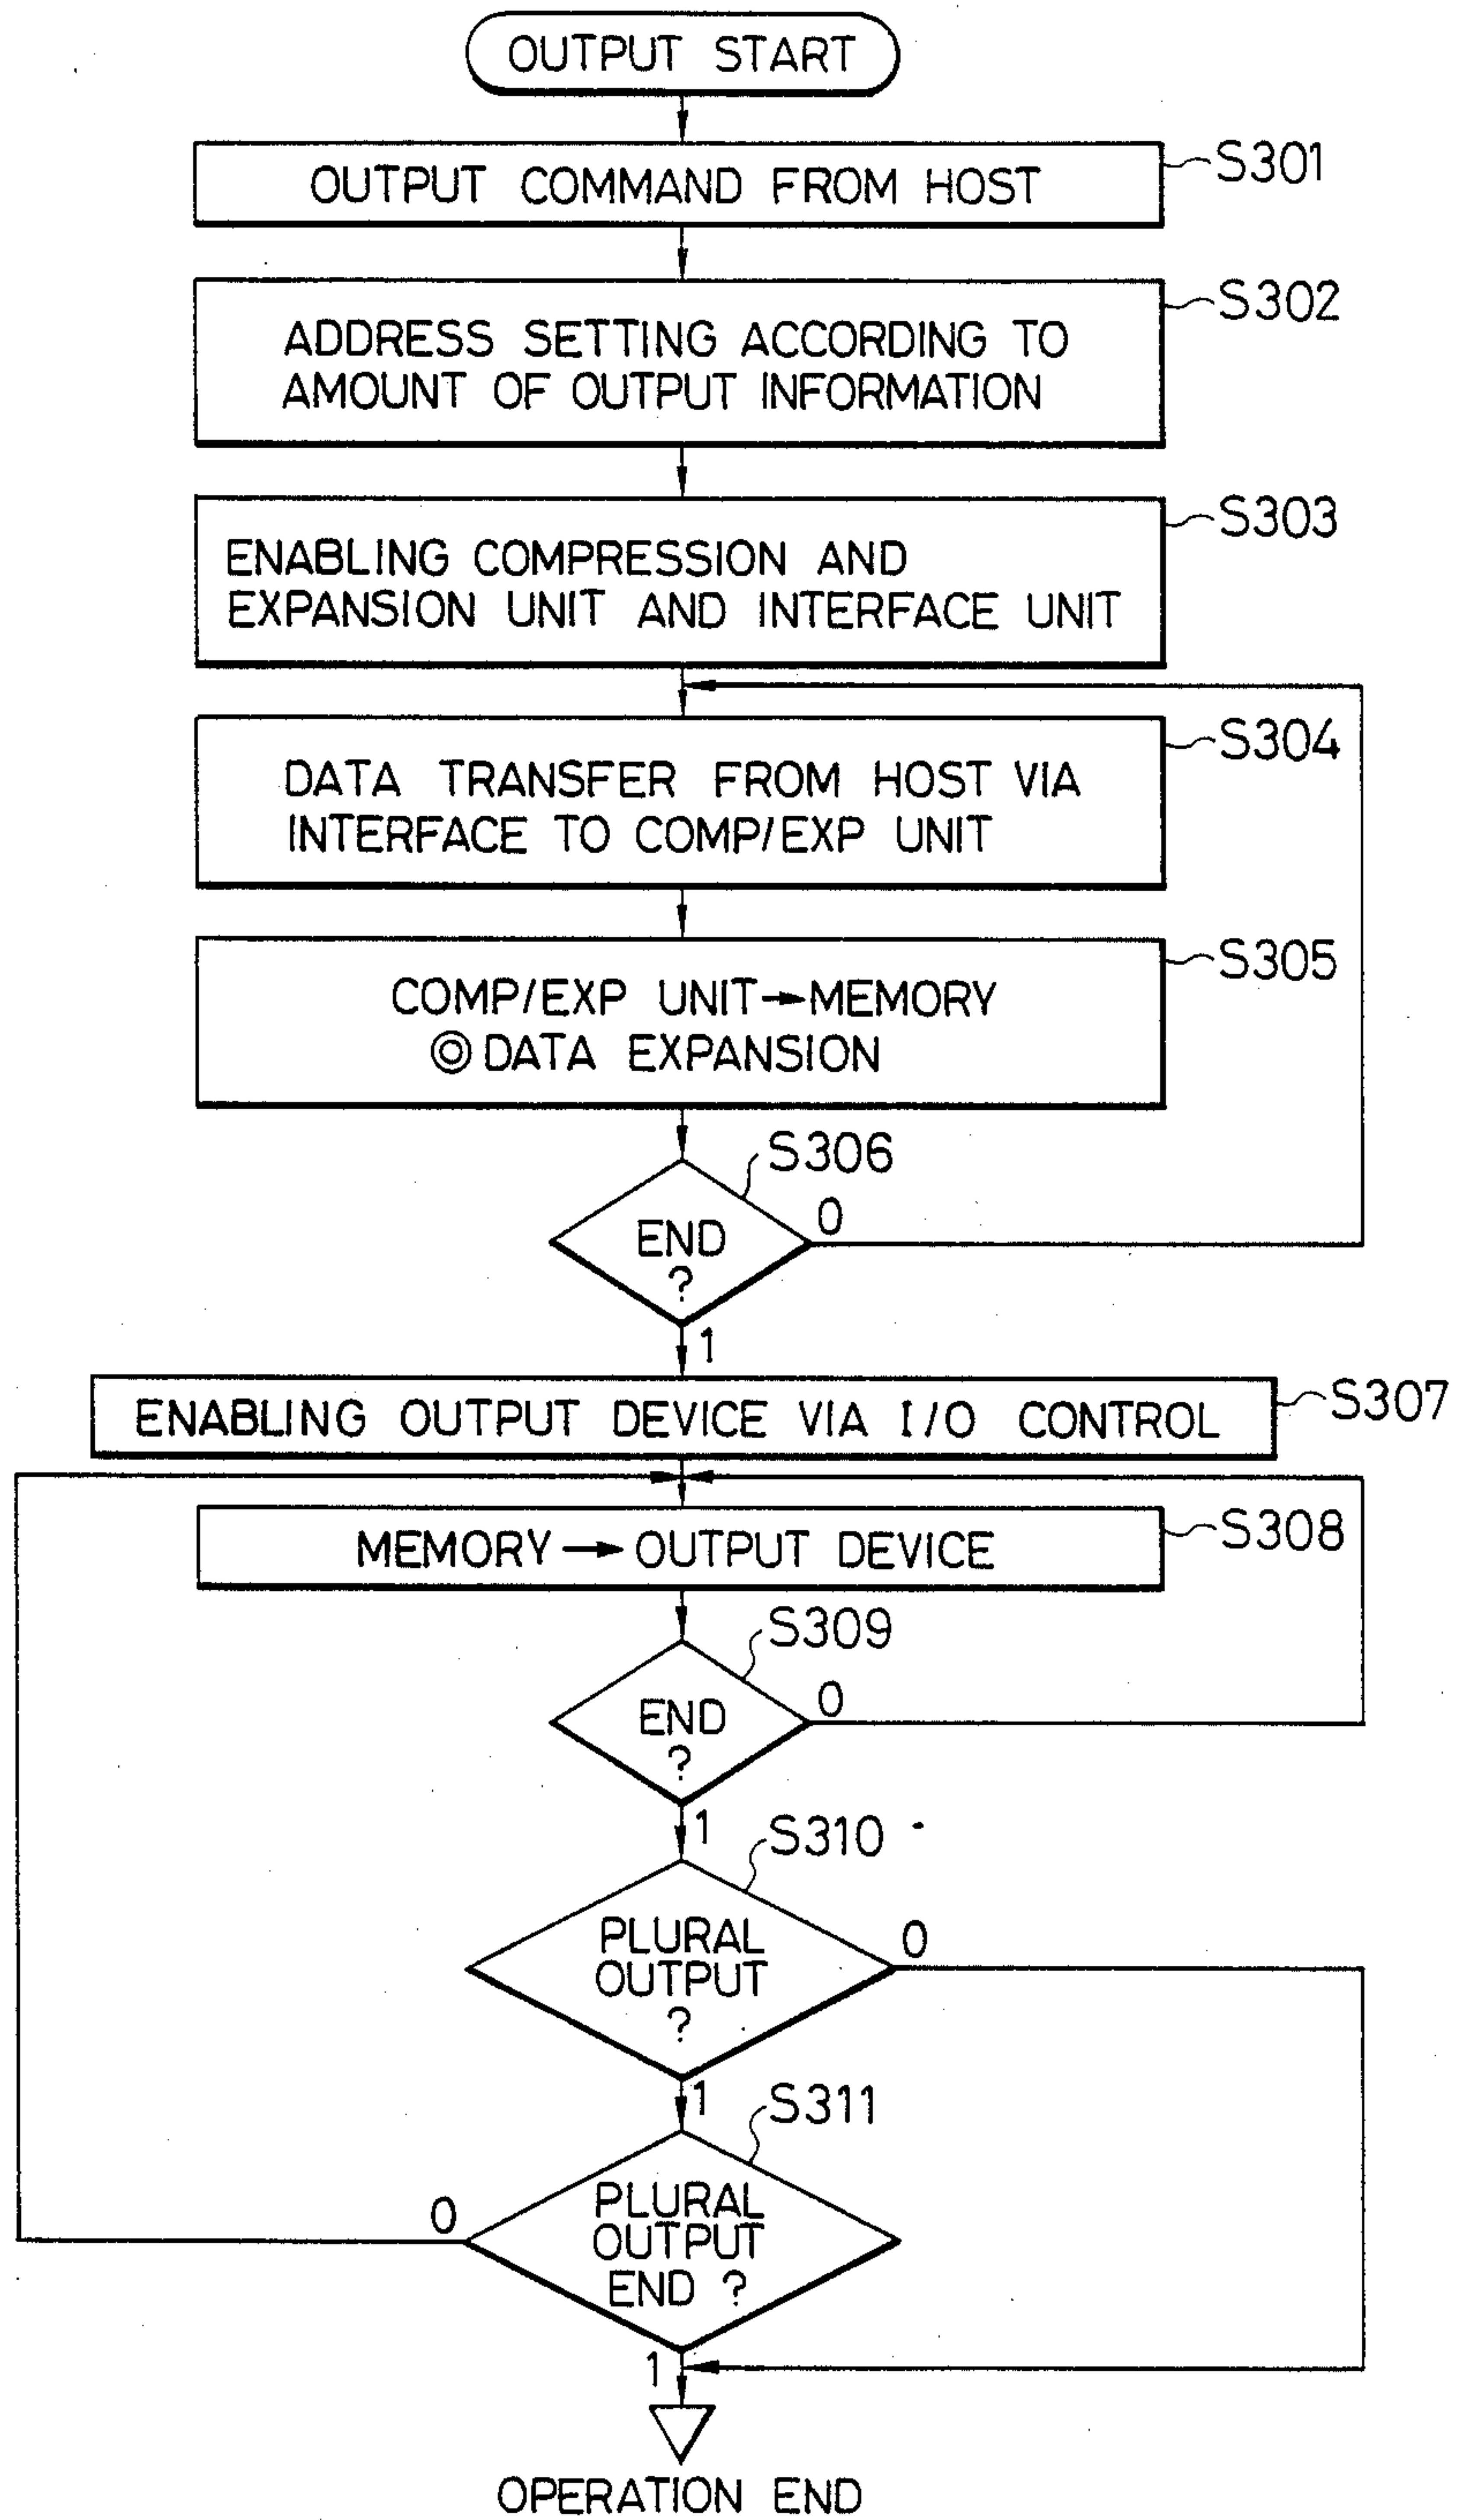 OUTPUT START
OUTPUT COMMAND FROM HOST
S301
ADDRESS SETTING ACCORDING TO
AMOUNT OF OUTPUT INFORMATION
S302
ENABLING COMPRESSION AND
EXPANSION UNIT AND INTERFACE UNIT
S303
DATA TRANSFER FROM HOST VIA
INTERFACE TO COMP/EXP UNIT
S304
COMP/EXP UNIT→MEMORY
◎ DATA EXPANSION
S305
S306
END
?
0
1
ENABLING OUTPUT DEVICE VIA I/O CONTROL
S307
MEMORY → OUTPUT DEVICE
S308
S309
END
?
0
1
S310
PLURAL
OUTPUT
?
0
1
S311
PLURAL
OUTPUT
END ?
0
1
OPERATION END